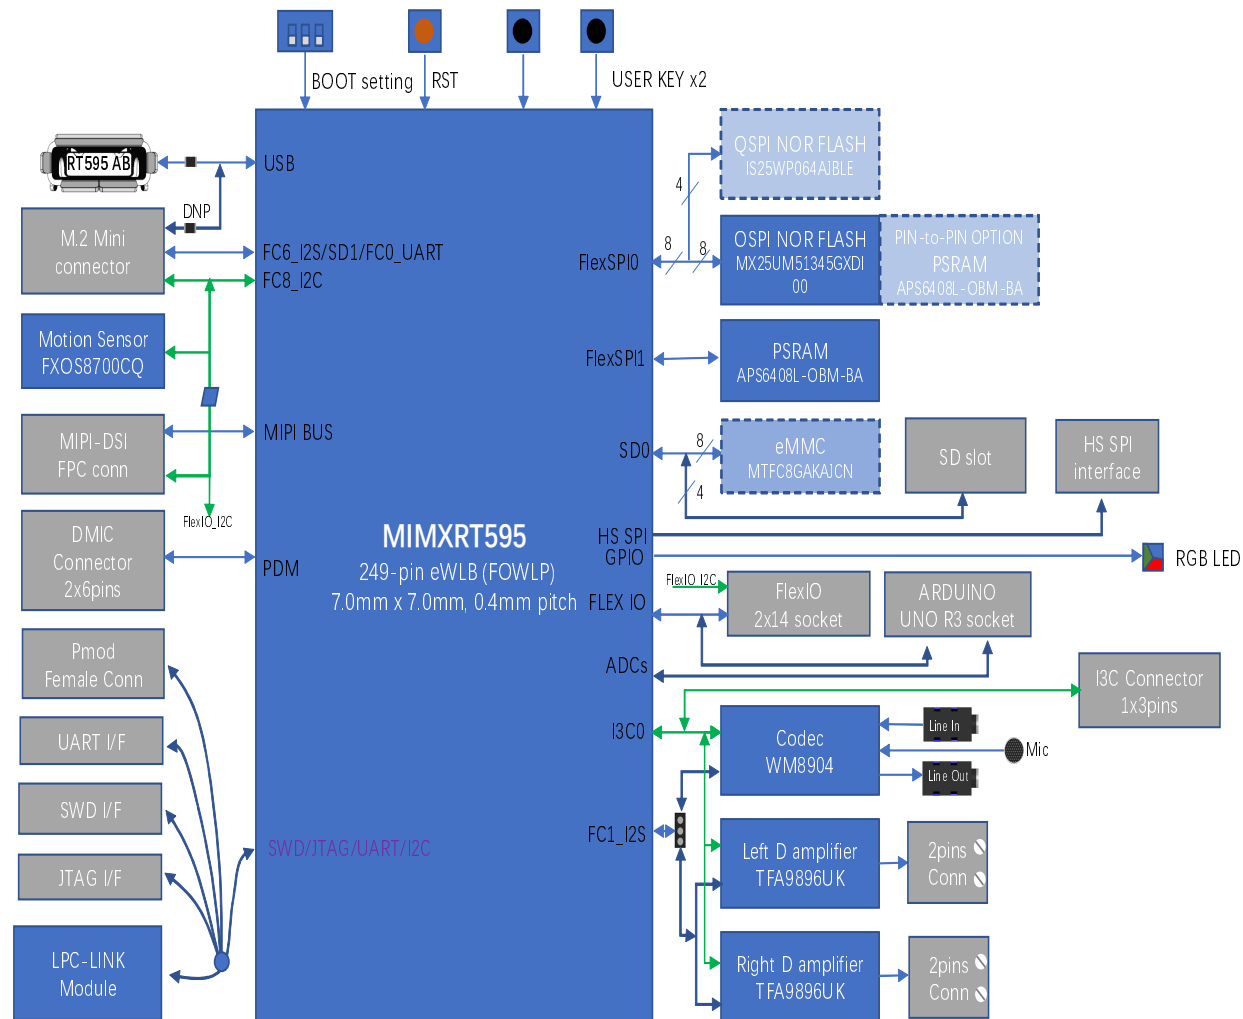 BOOT setting
RST
USER KEY x2
RT595 AB
USB
DNP
M.2 Mini
connector
FC6_I2S/SD1/FC0_UART
FC8_I2C
Motion Sensor
FXOS8700CQ
MIPI-DSI
FPC conn
MIPI BUS
FlexIO_I2C
DMIC
Connector
2x6pins
PDM
Pmod
Female Conn
UART I/F
SWD I/F
JTAG I/F
LPC-LINK
Module
SWD/JTAG/UART/I2C
MIMXRT595
249-pin eWLB (FOWLP)
7.0mm x 7.0mm, 0.4mm pitch
QSPI NOR FLASH
IS25WP064AJBLE
4
8
8
FlexSPI0
OSPI NOR FLASH
MX25UM51345GXDI
00
PIN-to-PIN OPTION
PSRAM
APS6408L-OBM-BA
FlexSPI1
PSRAM
APS6408L-OBM-BA
SD0
8
4
eMMC
MTFC8GAKAJCN
SD slot
HS SPI
interface
HS SPI
GPIO
RGB LED
FlexIO I2C
FLEX IO
FlexIO
2x14 socket
ARDUINO
UNO R3 socket
ADCs
I3C Connector
1x3pins
I3C0
Codec
WM8904
Line In
Mic
Line Out
FC1_I2S
Left D amplifier
TFA9896UK
2pins
Conn
Right D amplifier
TFA9896UK
2pins
Conn